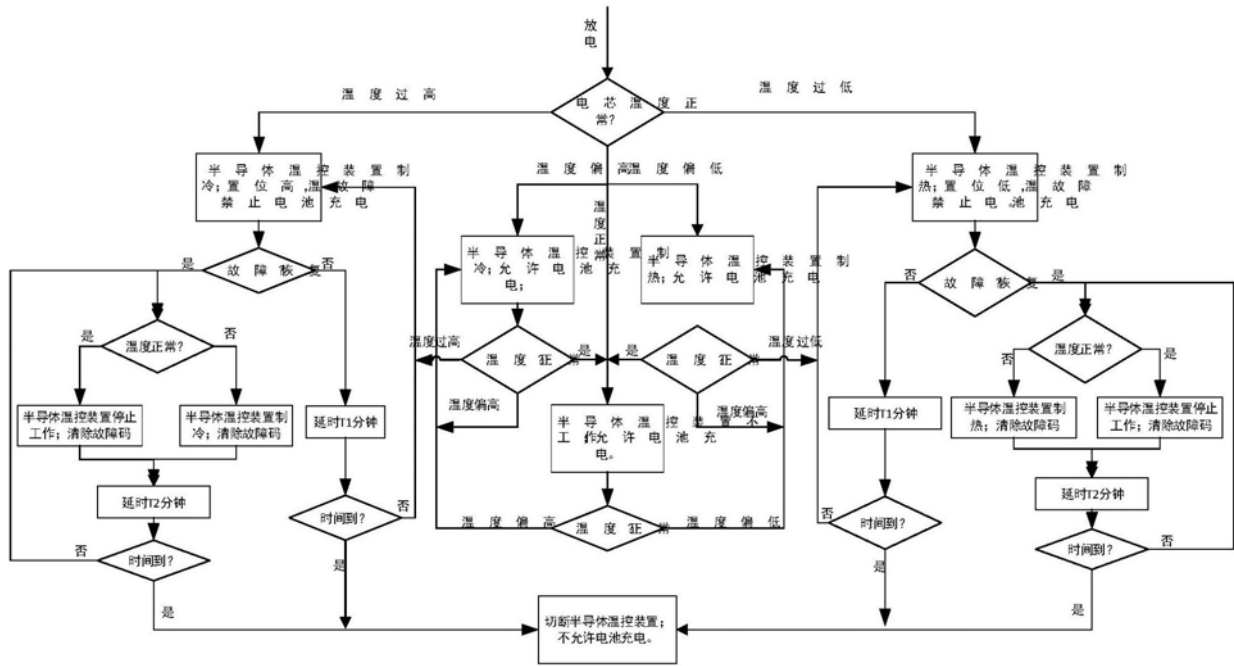 放
电
电芯温度正
常?
温度过高
温度过低
半导体温控装置制
冷;置位高温故障,
禁止电池充电
温度偏高
温度偏低
温
度
正
常
半导体温控装置制
热;置位低温故障,
禁止电池充电。
半导体温控装置制
冷;允许电池充
电;
半导体温控装置制
热;允许电池充电
是
故障恢复
否
否
故障恢复
是
是
温度正常?
否
温度过高
温度正常
是
是
温度正常
温度过低
否
温度正常?
是
半导体温控装置停止
工作;清除故障码
半导体温控装置制
冷;清除故障码
延时T1分钟
温度偏高
半导体温控装置不
工作;允许电池充
电。
温度偏高
延时T1分钟
半导体温控装置制
热;清除故障码
半导体温控装置停止
工作;清除故障码
延时T2分钟
时间到?
否
温度偏高
温度正常
温度偏低
否
时间到?
延时T2分钟
否
时间到?
是
是
时间到?
否
是
切断半导体温控装置;
不允许电池充电。
是